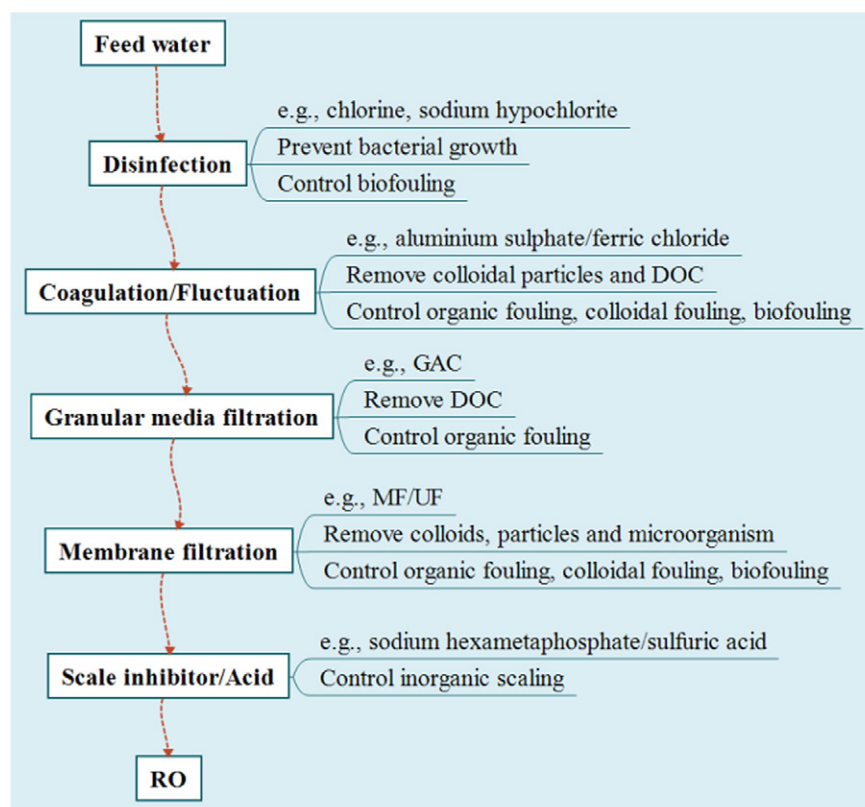 Feed water
e.g., chlorine, sodium hypochlorite
Prevent bacterial growth
Disinfection
Control biofouling
e.g., aluminium sulphate/ferric chloride
Remove colloidal particles and DOC
Coagulation/Fluctuation
Control organic fouling, colloidal fouling, biofouling
e.g., GAC
Remove DOC
Granular media filtration
Control organic fouling
e.g., MF/UF
Remove colloids, particles and microorganism
Membrane filtration
Control organic fouling, colloidal fouling, biofouling
e.g., sodium hexametaphosphate/sulfuric acid
Scale inhibitor/Acid
Control inorganic scaling
RO